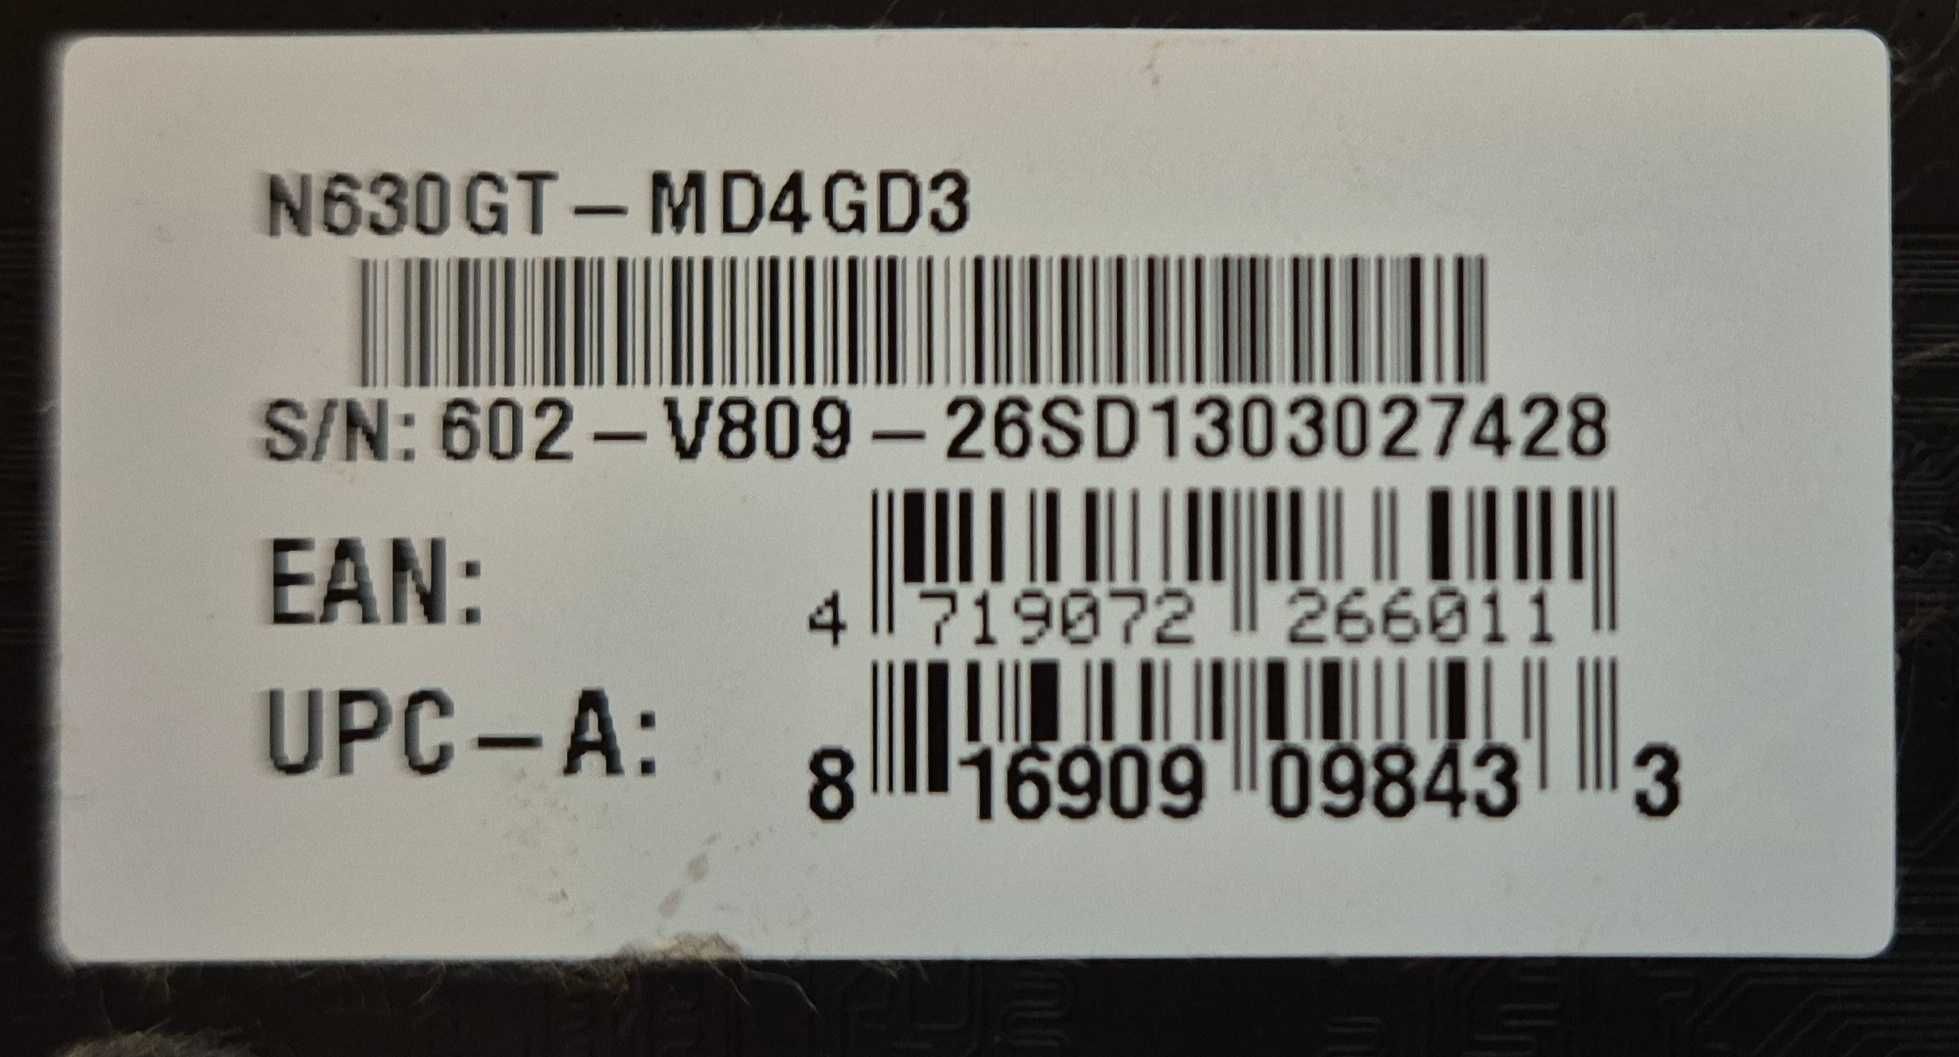 N630GT-MD4GD3
S/N: 602-V809-26SD1303027428
EAN:
4 719072 266011
UPC-A:
8 16909 09843 3